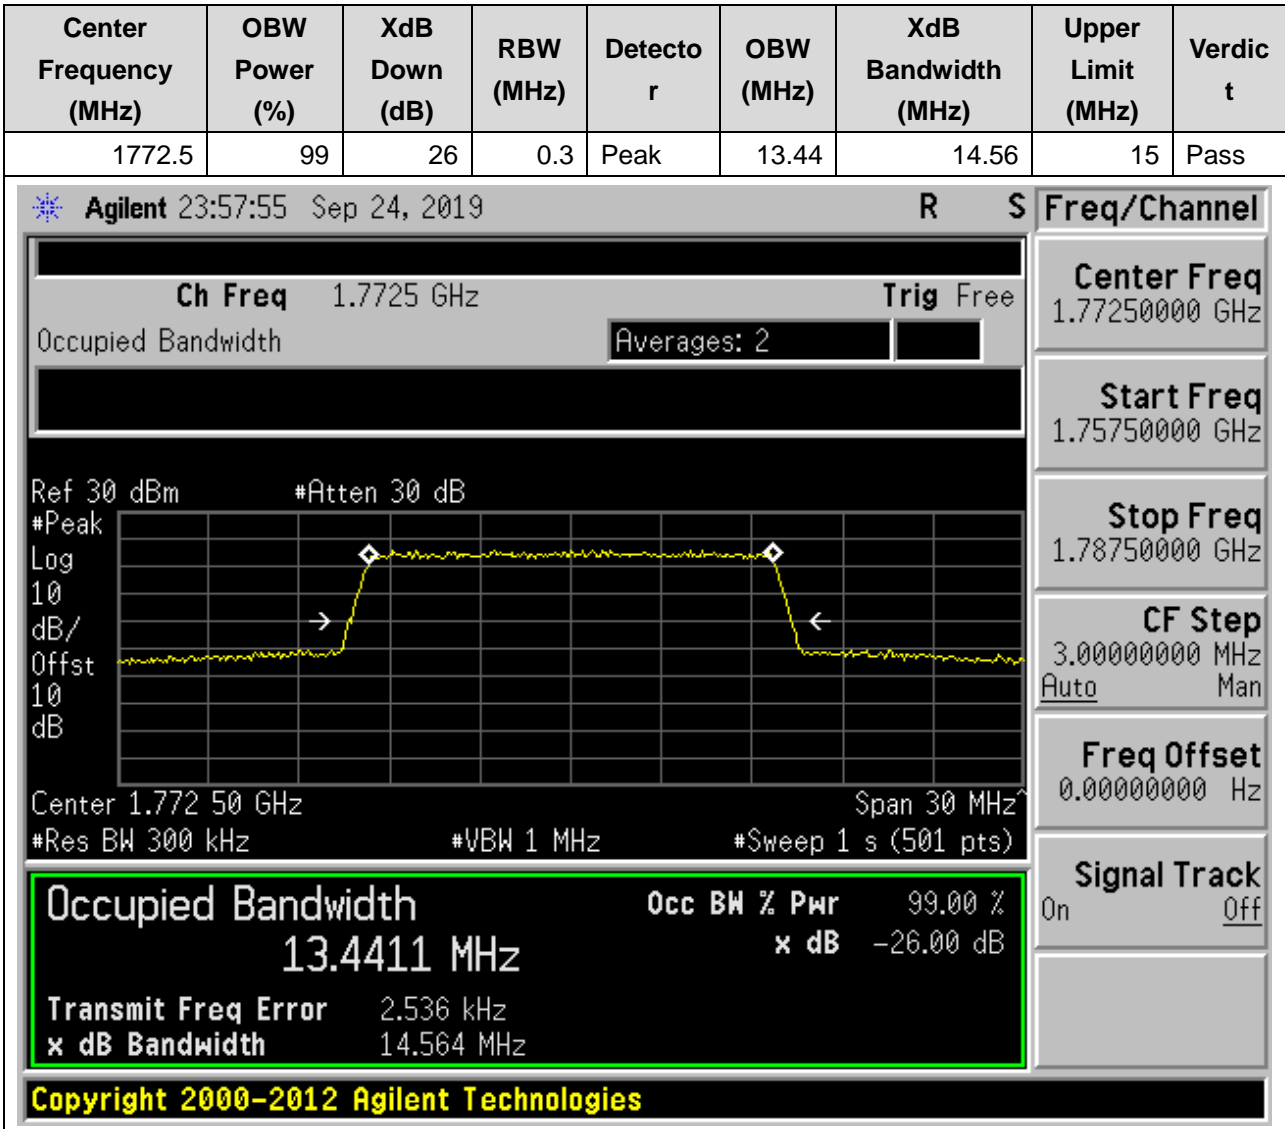 Center Frequency (MHz) OBW Power (%) XdB Down (dB) RBW (MHz) Detecto r OBW (MHz) XdB Bandwidth (MHz) Upper Limit (MHz) Verdic t
1772.5 99 26 0.3 Peak 13.44 14.56 15 Pass
Agilent 23:57:55 Sep 24, 2019 R S
Ch Freq 1.7725 GHz Trig Free
Occupied Bandwidth Averages: 2
Ref 30 dBm #Atten 30 dB
#Peak
Log
10
dB/
Offst
10
dB
Center 1.772 50 GHz Span 30 MHz^
#Res BW 300 kHz #VBW 1 MHz #Sweep 1 s (501 pts)
Occupied Bandwidth Occ BW % Pwr 99.00 %
13.4411 MHz x dB -26.00 dB
Transmit Freq Error 2.536 kHz
x dB Bandwidth 14.564 MHz
Copyright 2000-2012 Agilent Technologies
Freq/Channel
Center Freq
1.77250000 GHz
Start Freq
1.75750000 GHz
Stop Freq
1.78750000 GHz
CF Step
3.00000000 MHz
Auto Man
Freq Offset
0.00000000 Hz
Signal Track
On Off